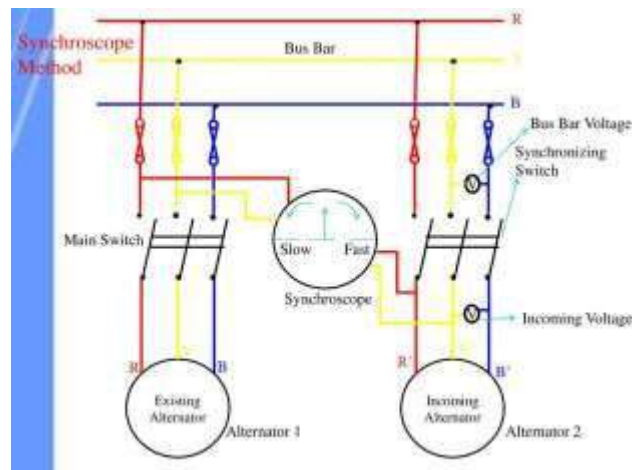 Synchroscope
Method
R
Bus Bar
Y
B
Bus Bar Voltage
Synchronizing
Switch
Main Switch
Slow
Fast
Synchroscope
Incoming Voltage
V
V
R
B
R'
B'
Existing
Alternator
Alternator 1
Incoming
Alternator
Alternator 2